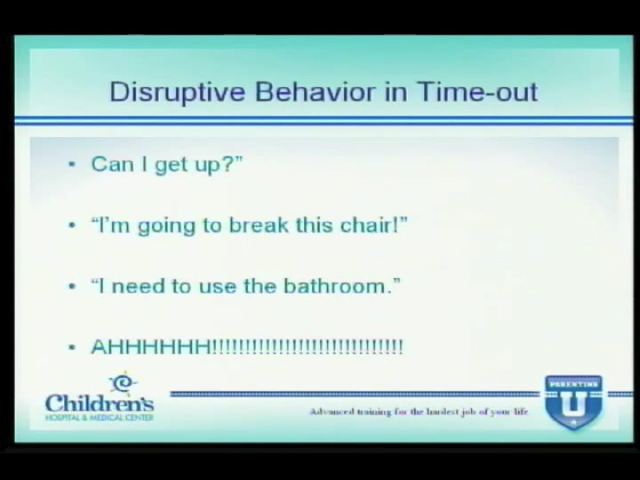 Disruptive Behavior in Time-out
• Can I get up?”
• “I’m going to break this chair!”
• “I need to use the bathroom.”
• AHHHHHH!!!!!!!!!!!!!!!!!!!!!!!!!!!!!
Children's
HOSPITAL & MEDICAL CENTER
Advanced training for the hardest job of your life
PARENTING
U